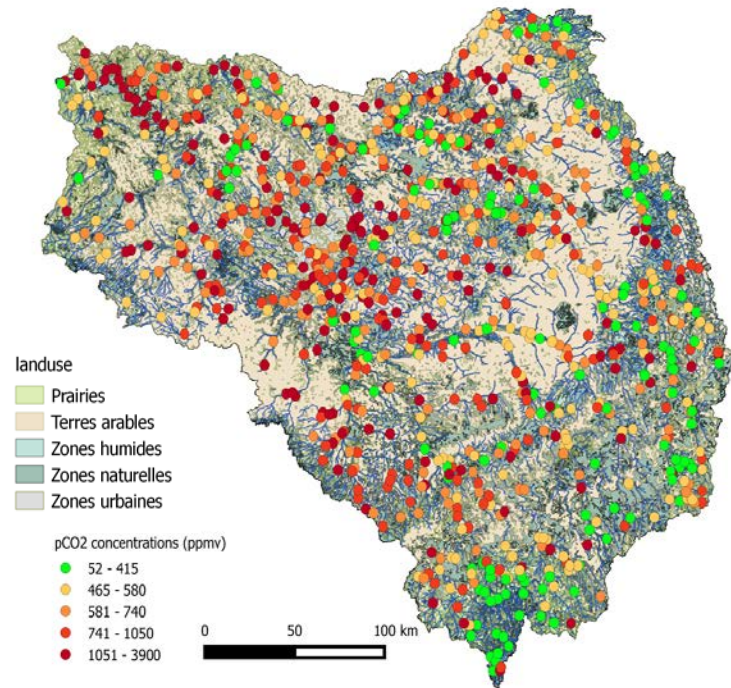 landuse
Prairies
Terres arables
Zones humides
Zones naturelles
Zones urbaines
pCO2 concentrations (ppmv)
52 - 415
465 - 580
581 - 740
741 - 1050
1051 - 3900
0 50 100 km